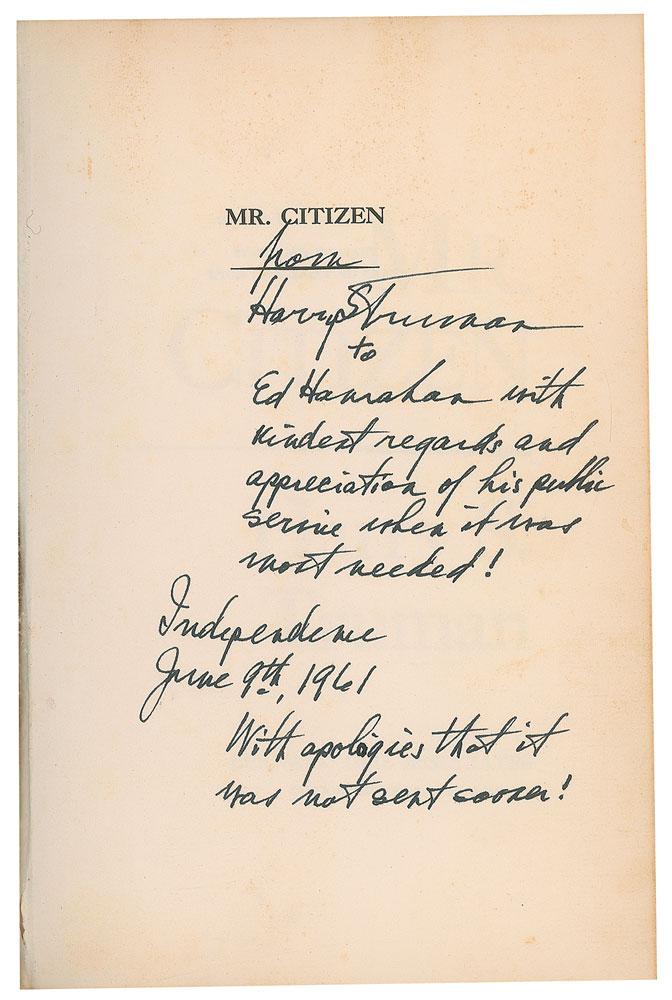 MR. CITIZEN
from
Harry S Truman
to
Ed Hanrahan with
kindest regards and
appreciation of his public
service when it was
most needed!
Independence
June 9th, 1961
With apologies that it
was not sent sooner!